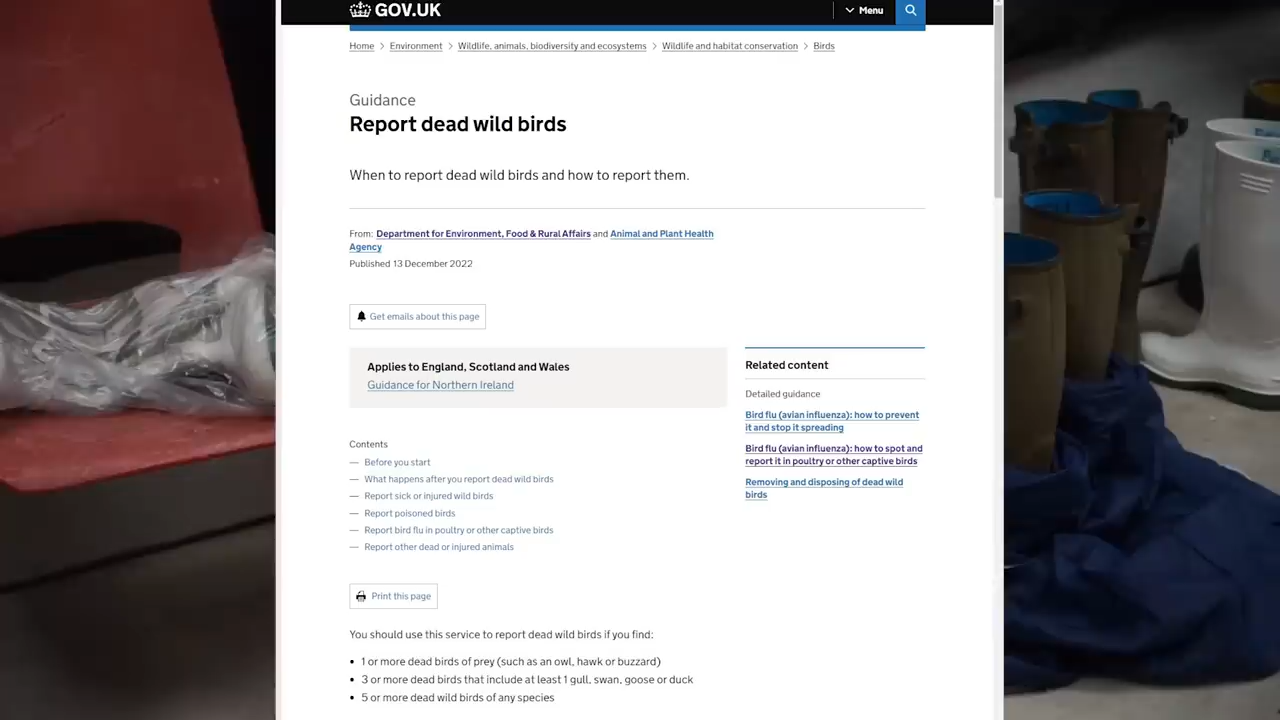 GOV.UK
Menu
Home > Environment > Wildlife, animals, biodiversity and ecosystems > Wildlife and habitat conservation > Birds
Guidance
Report dead wild birds
When to report dead wild birds and how to report them.
From: Department for Environment, Food & Rural Affairs and Animal and Plant Health
Agency
Published 13 December 2022
Get emails about this page
Applies to England, Scotland and Wales
Guidance for Northern Ireland
Related content
Detailed guidance
Bird flu (avian influenza): how to prevent
it and stop it spreading
Bird flu (avian influenza): how to spot and
report it in poultry or other captive birds
Removing and disposing of dead wild
birds
Contents
— Before you start
— What happens after you report dead wild birds
— Report sick or injured wild birds
— Report poisoned birds
— Report bird flu in poultry or other captive birds
— Report other dead or injured animals
Print this page
You should use this service to report dead wild birds if you find:
• 1 or more dead birds of prey (such as an owl, hawk or buzzard)
• 3 or more dead birds that include at least 1 gull, swan, goose or duck
• 5 or more dead wild birds of any species